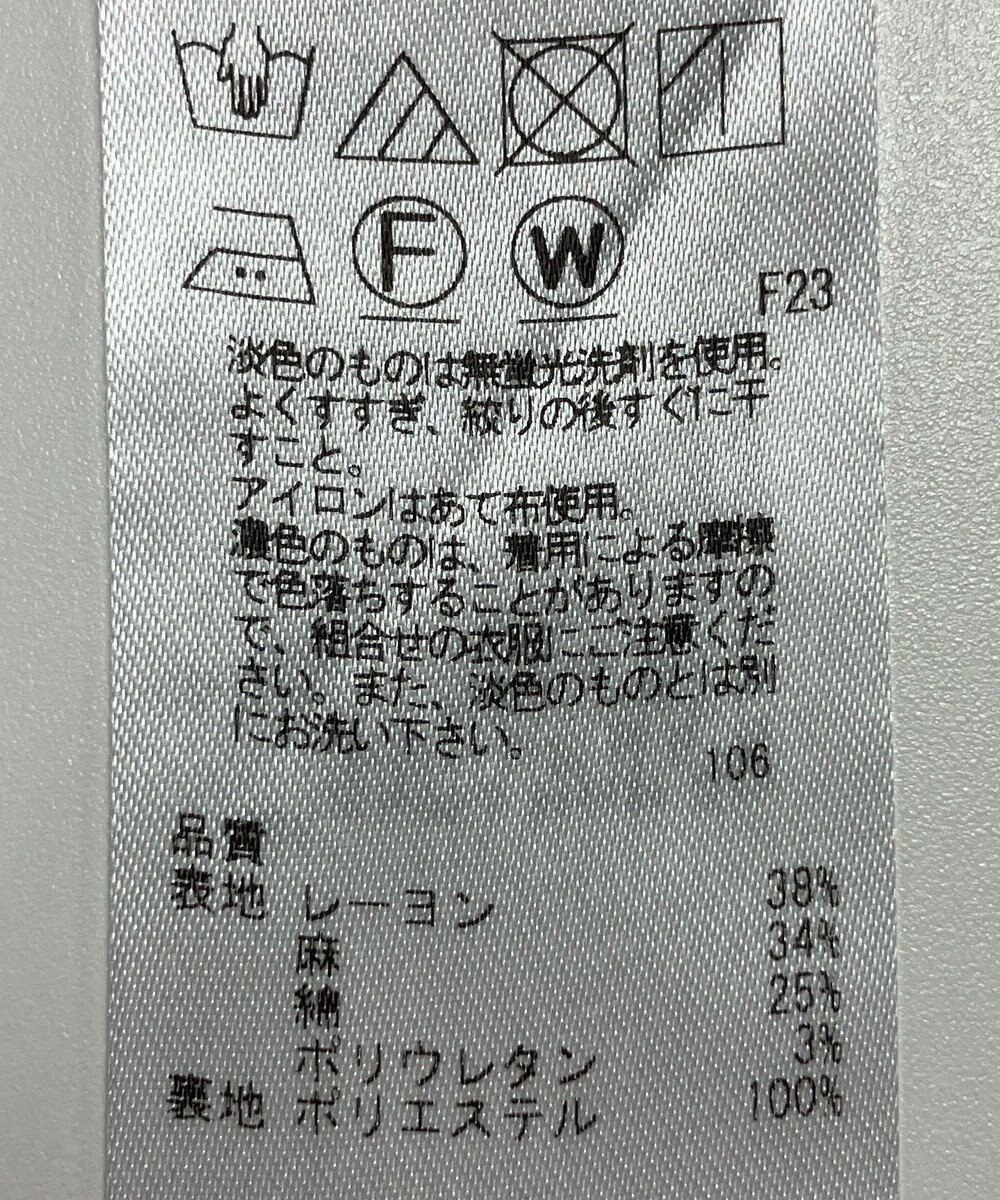 F W
F23
淡色のものは無蛍光洗剤を使用。
よくすすぎ、絞りの後すぐに干
すこと。
アイロンはあて布使用。
濃色のものは、着用による摩擦
で色落ちすることがありますの
で、組合せの衣服にご注意くだ
さい。また、淡色のものとは別
にお洗い下さい。
106
品質
表地 レーヨン 38%
麻 34%
綿 25%
ポリウレタン 3%
裏地 ポリエステル 100%